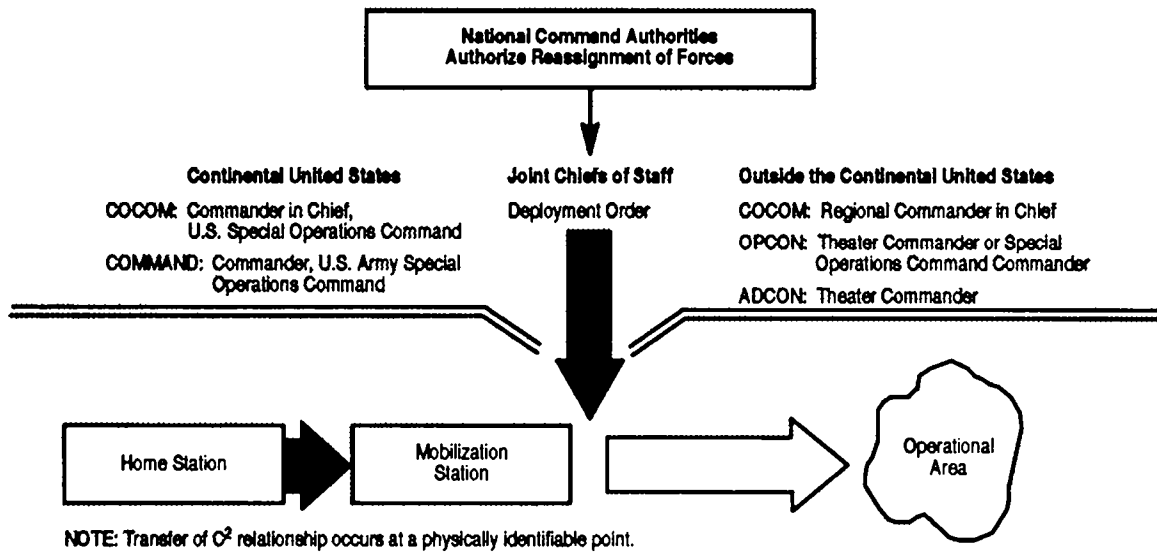 National Command Authorities
Authorize Reassignment of Forces
Continental United States
COCOM: Commander in Chief,
U.S. Special Operations Command
COMMAND: Commander, U.S. Army Special
Operations Command
Joint Chiefs of Staff
Deployment Order
Outside the Continental United States
COCOM: Regional Commander in Chief
OPCON: Theater Commander or Special
Operations Command Commander
ADCON: Theater Commander
Home Station
Mobilization
Station
Operational
Area
NOTE: Transfer of C² relationship occurs at a physically identifiable point.